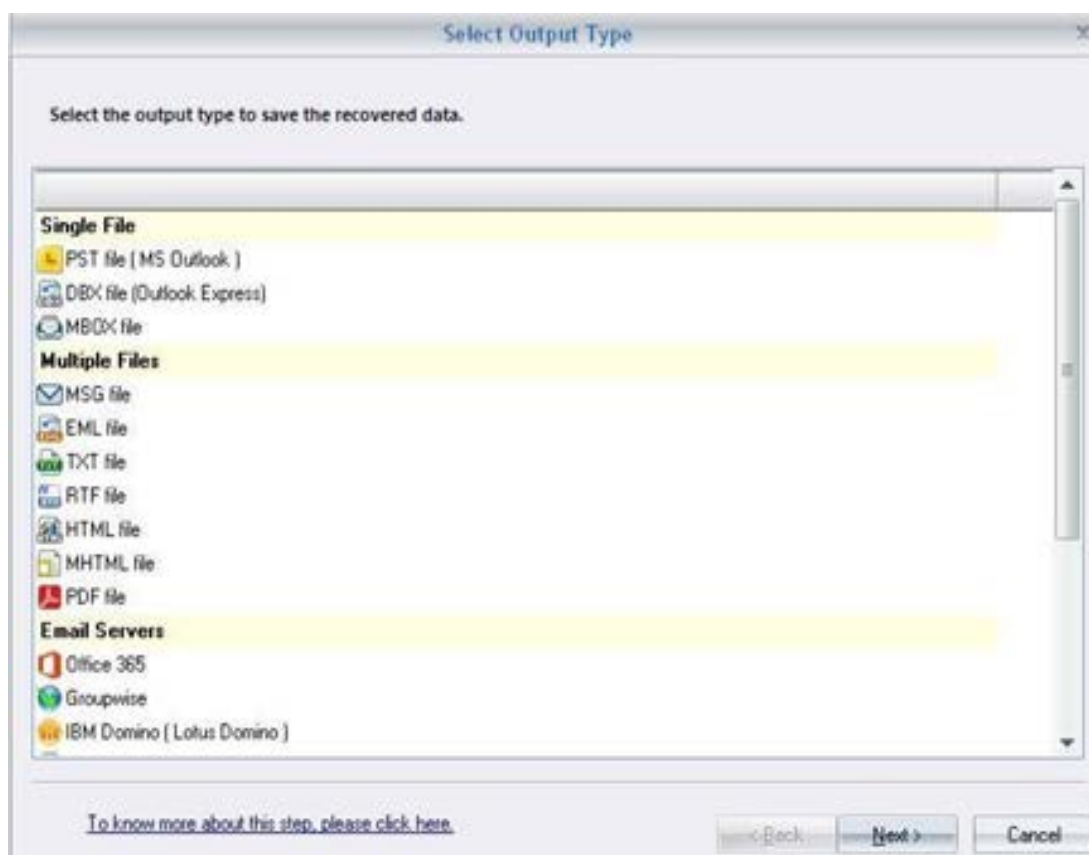 Select Output Type
Select the output type to save the recovered data.
Single File
PST file ( MS Outlook )
DBX file (Outlook Express)
MBOX file
Multiple Files
MSG file
EML file
TXT file
RTF file
HTML file
MHTML file
PDF file
Email Servers
Office 365
Groupwise
IBM Domino ( Lotus Domino )
To know more about this step, please click here.
< Back
Next >
Cancel